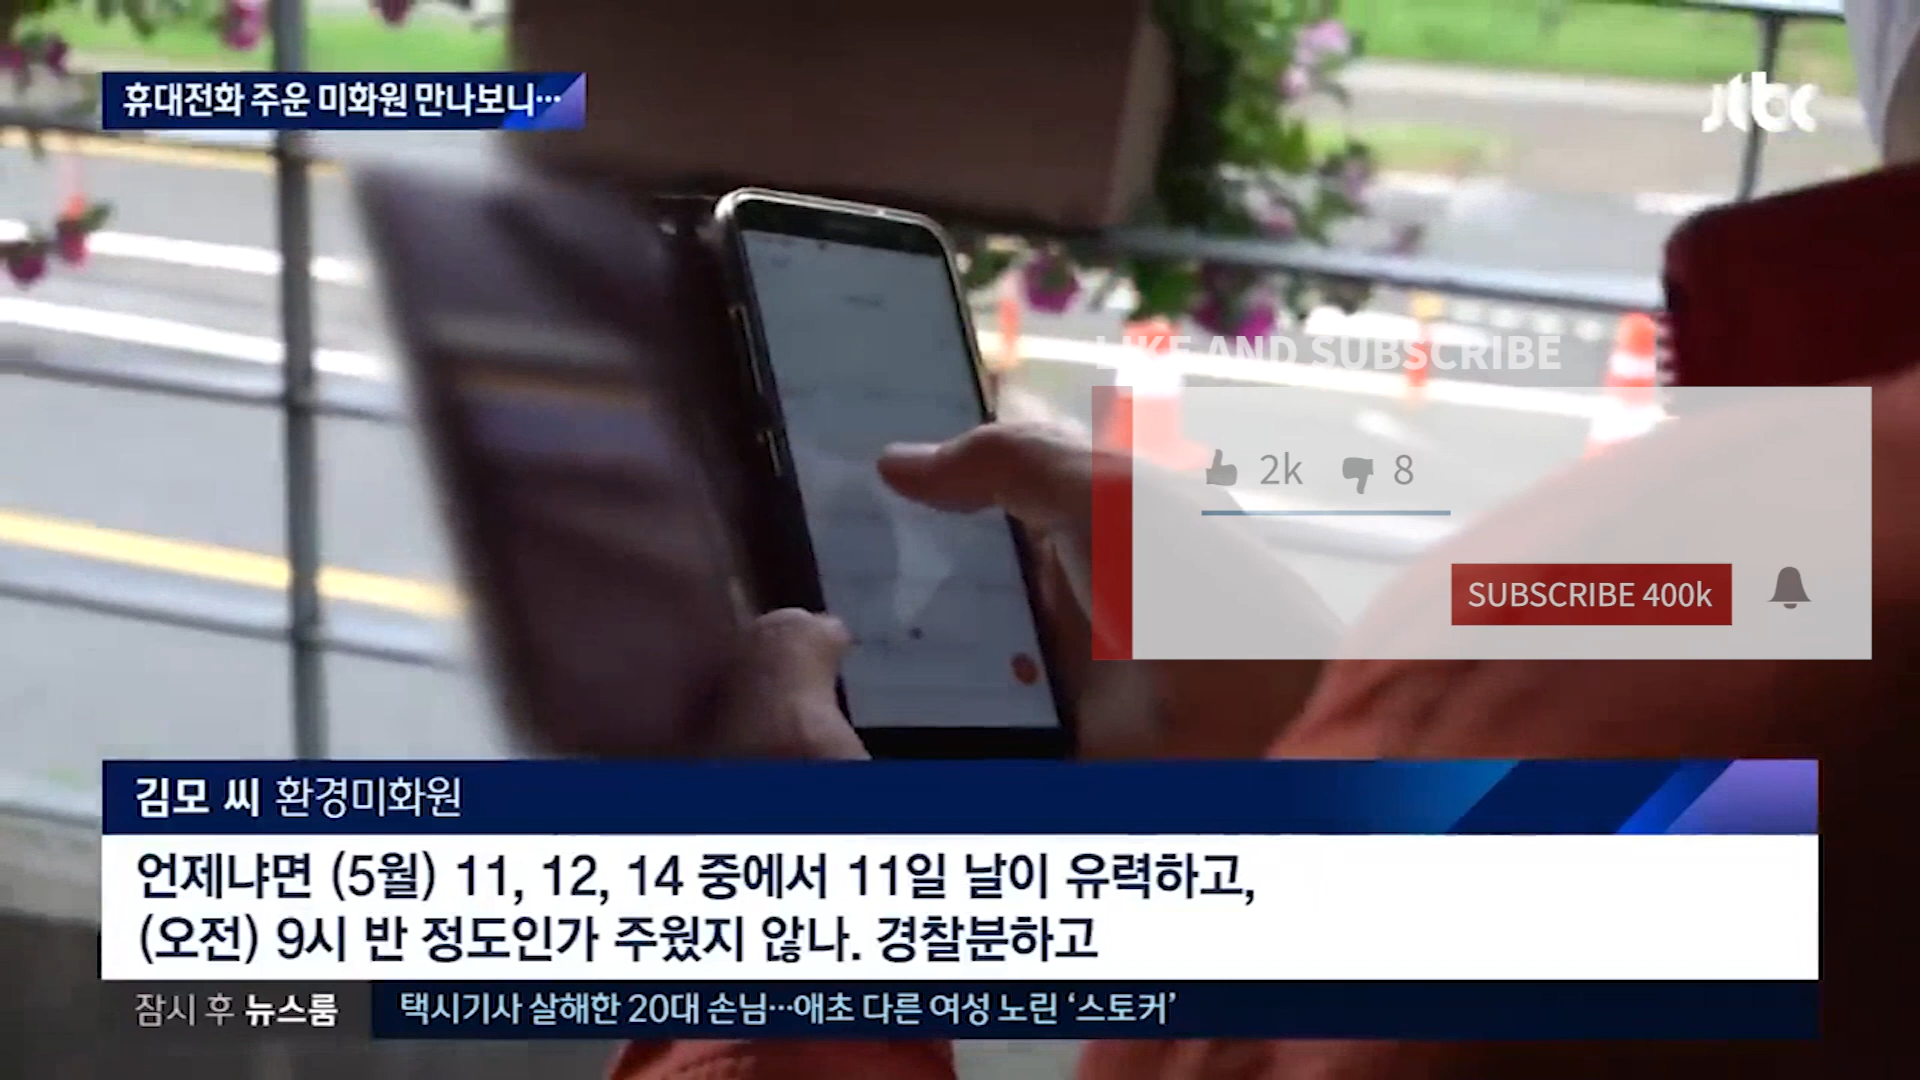 휴대전화 주운 미화원 만나보니…
jtbc
LIKE AND SUBSCRIBE
2k 8
SUBSCRIBE 400k
김모 씨 환경미화원
언제냐면 (5월) 11, 12, 14 중에서 11일 날이 유력하고,
(오전) 9시 반 정도인가 주웠지 않나. 경찰분하고
잠시 후 뉴스룸 택시기사 살해한 20대 손님…애초 다른 여성 노린 ‘스토커’